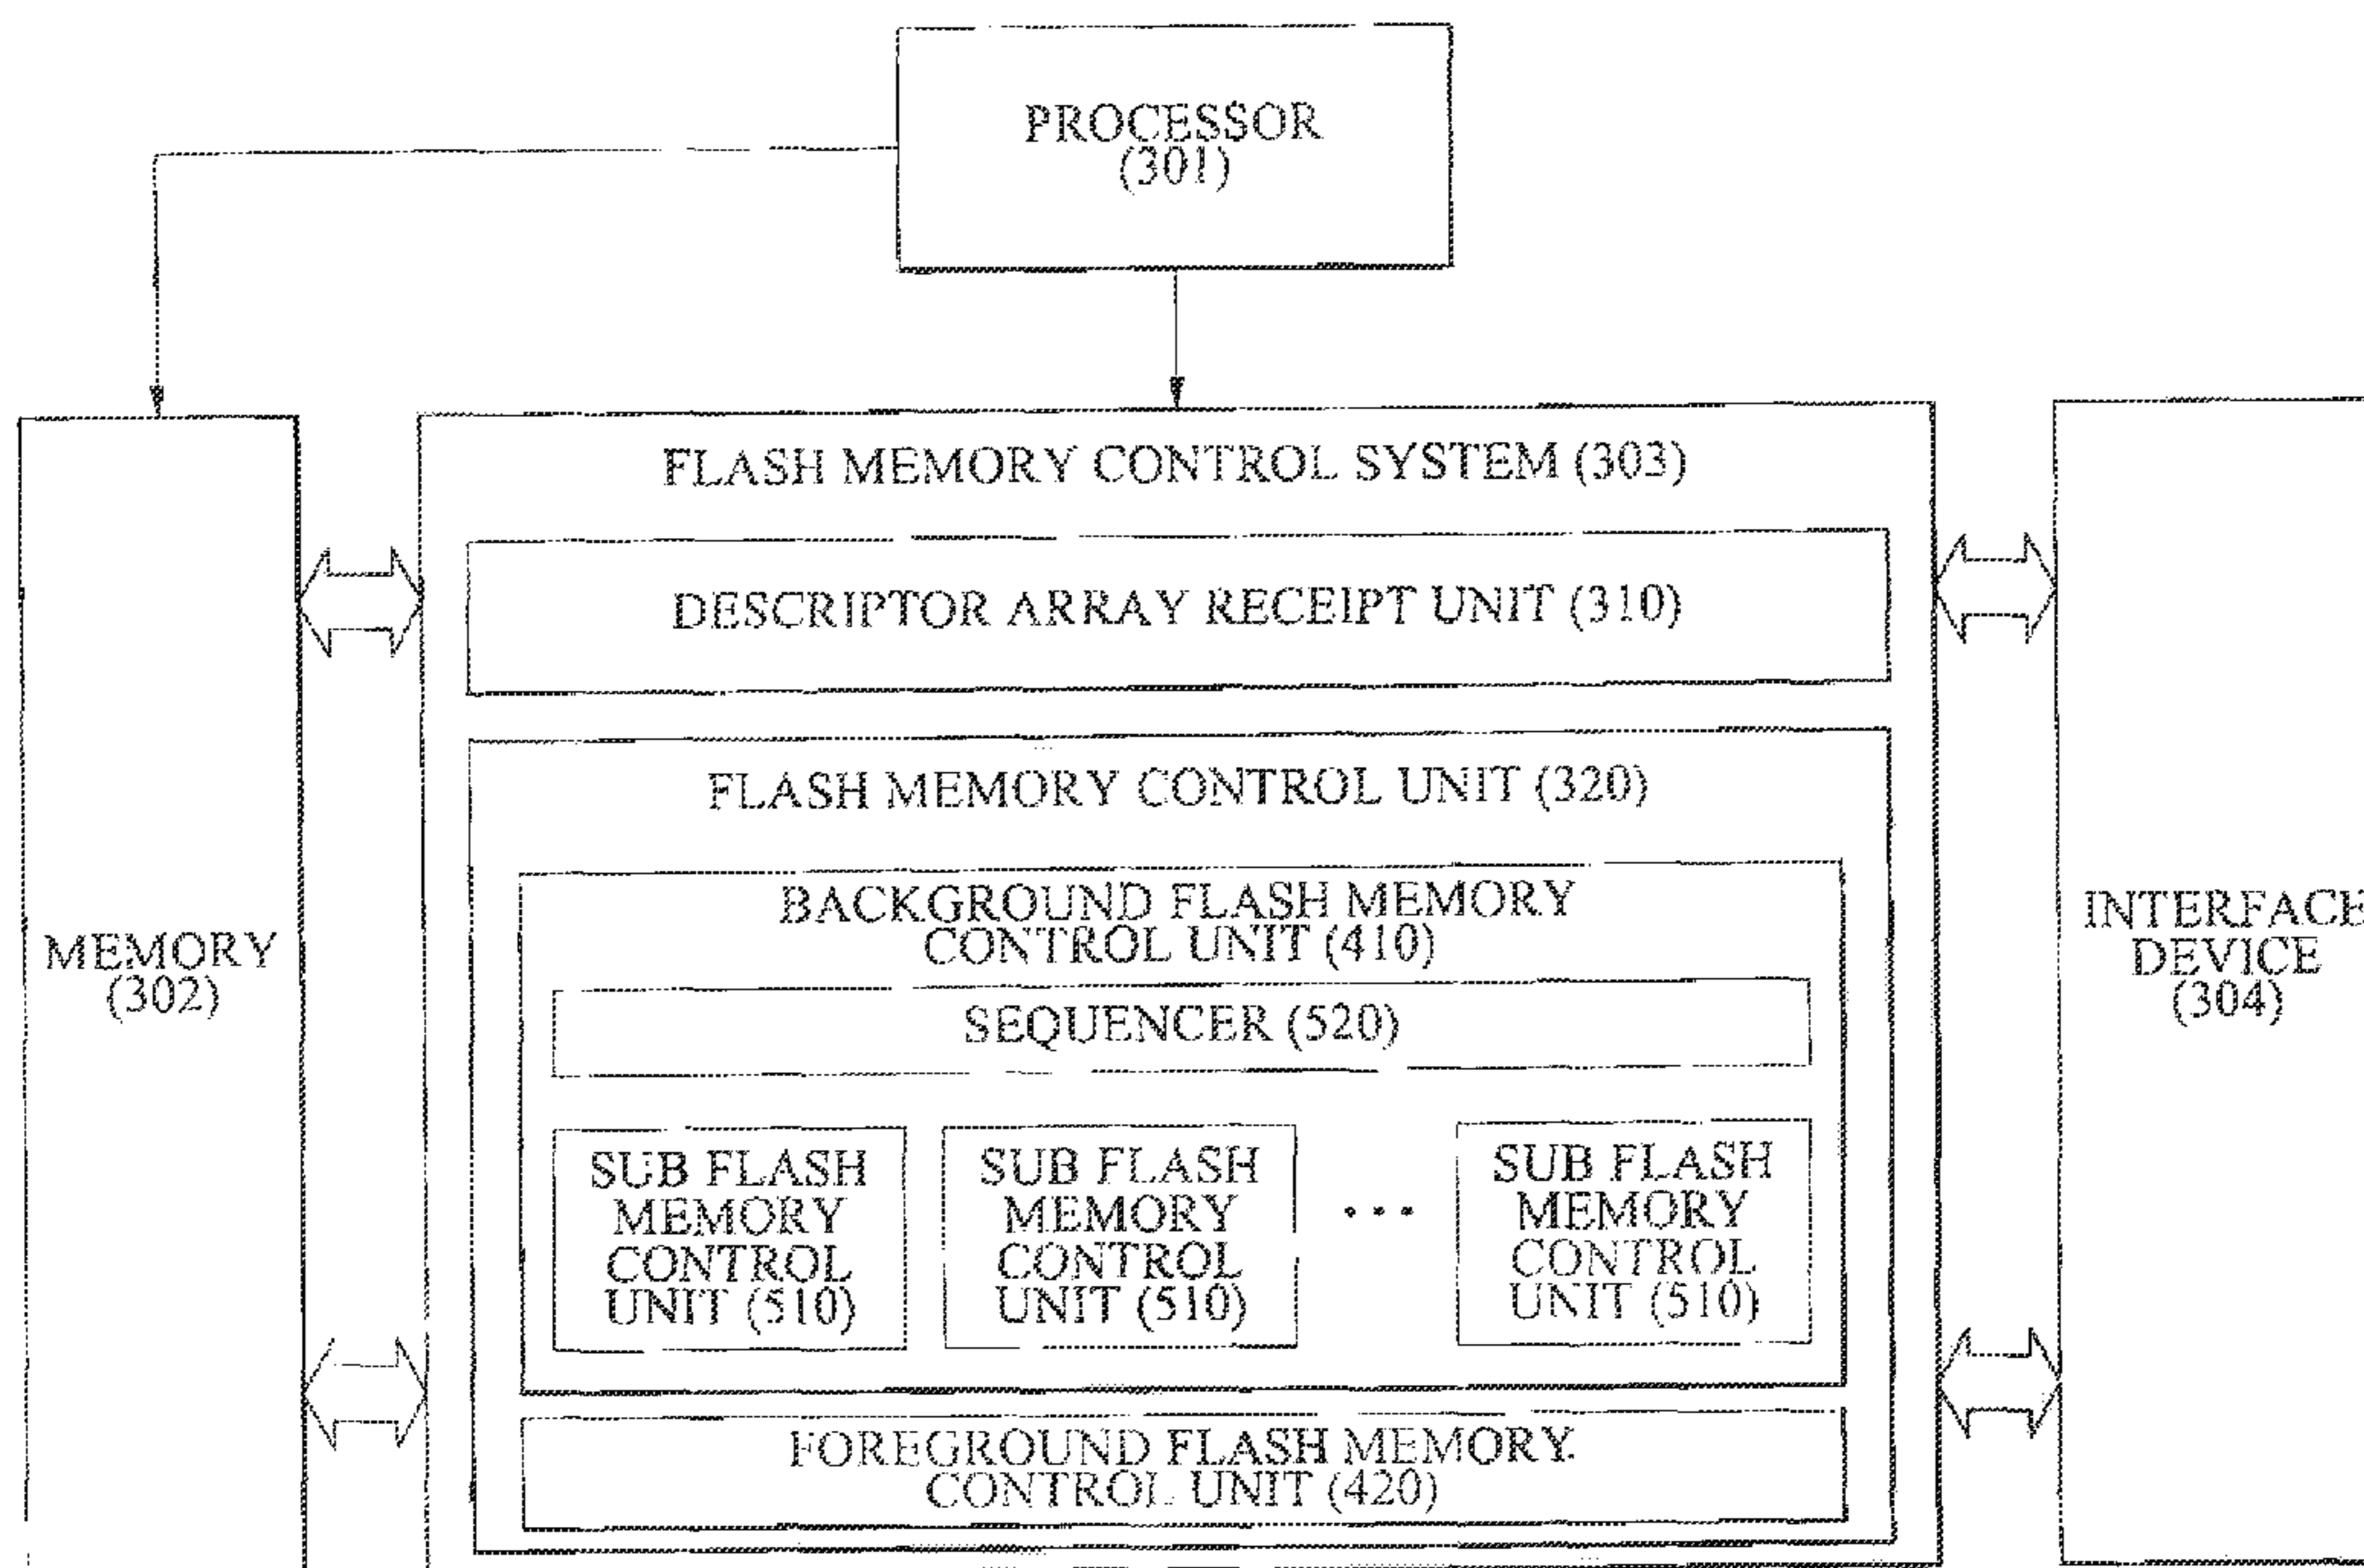 PROCESSOR
(301)
FLASH MEMORY CONTROL SYSTEM (303)
DESCRIPTOR ARRAY RECEIPT UNIT (310)
FLASH MEMORY CONTROL UNIT (320)
BACKGROUND FLASH MEMORY
CONTROL UNIT (410)
MEMORY
(302)
INTERFACE
DEVICE
(304)
SEQUENCER (520)
SUB FLASH
MEMORY
CONTROL
UNIT (510)
SUB FLASH
MEMORY
CONTROL
UNIT (510)
...
SUB FLASH
MEMORY
CONTROL
UNIT (510)
FOREGROUND FLASH MEMORY
CONTROL UNIT (420)